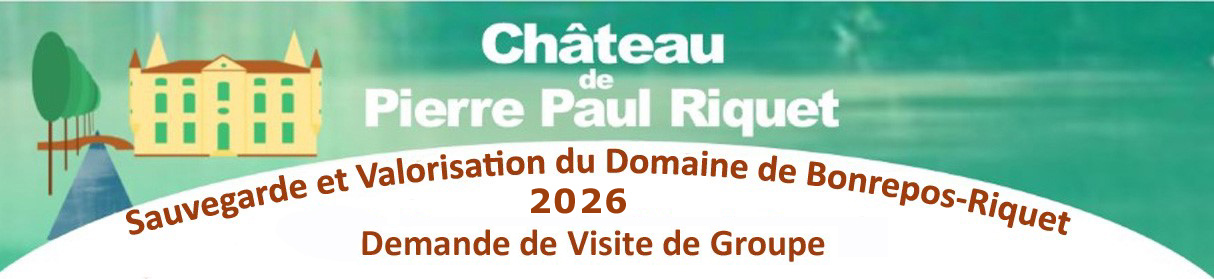 Château
de
Pierre Paul Riquet
Sauvegarde et Valorisation du Domaine de Bonrepos-Riquet
2026
Demande de Visite de Groupe